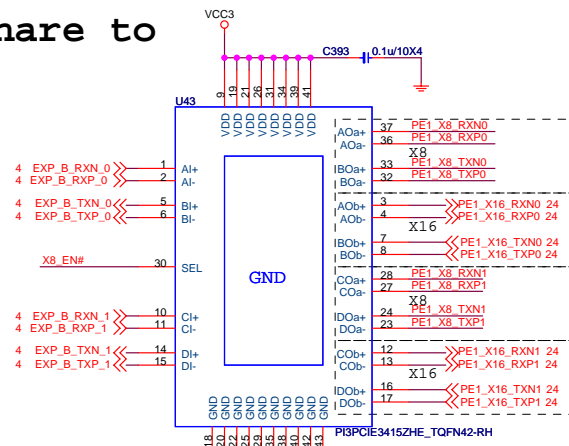 hare to
VCC3
C393 0.1u/10X4
U43
9 19 21 26 31 34 39 41
VDD VDD VDD VDD VDD VDD VDD VDD
4 EXP_B_RXN_0 1 AI+
4 EXP_B_RXP_0 2 AI-
4 EXP_B_TXN_0 5 BI+
4 EXP_B_TXP_0 6 BI-
X8_EN# 30 SEL
4 EXP_B_RXN_1 10 CI+
4 EXP_B_RXP_1 11 CI-
4 EXP_B_TXN_1 14 DI+
4 EXP_B_TXP_1 15 DI-
GND
AOa+ 37 PE1_X8_RXN0
AOa- 36 PE1_X8_RXP0
X8
IBOa+ 33 PE1_X8_TXN0
BOa- 32 PE1_X8_TXP0
AOb+ 3 PE1_X16_RXN0 24
AOb- 4 PE1_X16_RXP0 24
X16
IBOb+ 7 PE1_X16_TXN0 24
BOb- 8 PE1_X16_TXP0 24
COa+ 28 PE1_X8_RXN1
COa- 27 PE1_X8_RXP1
X8
IDOa+ 24 PE1_X8_TXN1
DOa- 23 PE1_X8_TXP1
COb+ 12 PE1_X16_RXN1 24
COb- 13 PE1_X16_RXP1 24
X16
IDOb+ 16 PE1_X16_TXN1 24
DOb- 17 PE1_X16_TXP1 24
GND GND GND GND GND GND GND GND GND GND
18 20 22 25 29 35 38 40 42 43
PI3PCIE3415ZHE_TQFN42-RH